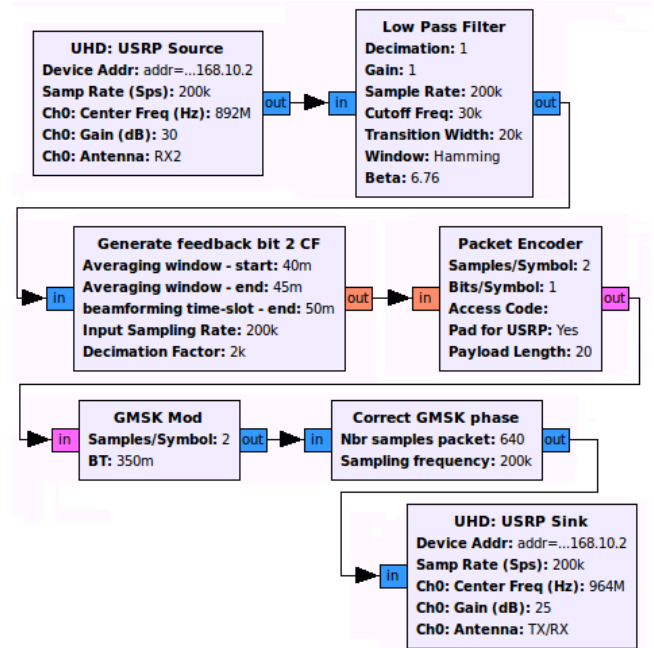 UHD: USRP Source
Device Addr: addr=...168.10.2
Samp Rate (Sps): 200k
Ch0: Center Freq (Hz): 892M
Ch0: Gain (dB): 30
Ch0: Antenna: RX2
out
Low Pass Filter
Decimation: 1
Gain: 1
Sample Rate: 200k
Cutoff Freq: 30k
Transition Width: 20k
Window: Hamming
Beta: 6.76
in
out
Generate feedback bit 2 CF
Averaging window - start: 40m
Averaging window - end: 45m
beamforming time-slot - end: 50m
Input Sampling Rate: 200k
Decimation Factor: 2k
in
out
Packet Encoder
Samples/Symbol: 2
Bits/Symbol: 1
Access Code:
Pad for USRP: Yes
Payload Length: 20
in
out
GMSK Mod
Samples/Symbol: 2
BT: 350m
in
out
Correct GMSK phase
Nbr samples packet: 640
Sampling frequency: 200k
in
out
UHD: USRP Sink
Device Addr: addr=...168.10.2
Samp Rate (Sps): 200k
Ch0: Center Freq (Hz): 964M
Ch0: Gain (dB): 25
Ch0: Antenna: TX/RX
in